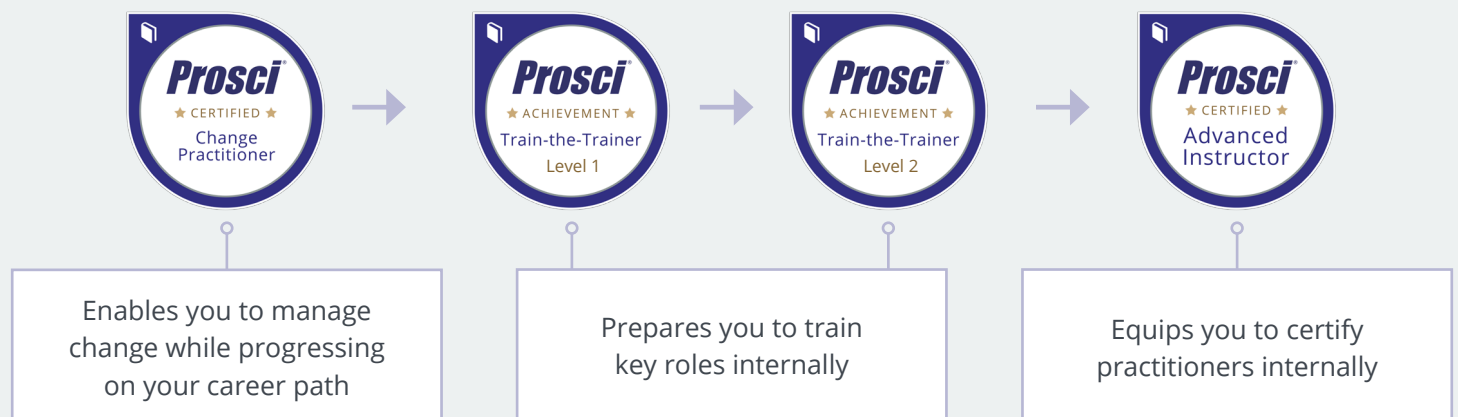 Prosci®
CERTIFIED
Change
Practitioner
Prosci®
ACHIEVEMENT
Train-the-Trainer
Level 1
Prosci®
ACHIEVEMENT
Train-the-Trainer
Level 2
Prosci®
CERTIFIED
Advanced
Instructor
Enables you to manage
change while progressing
on your career path
Prepares you to train
key roles internally
Equips you to certify
practitioners internally